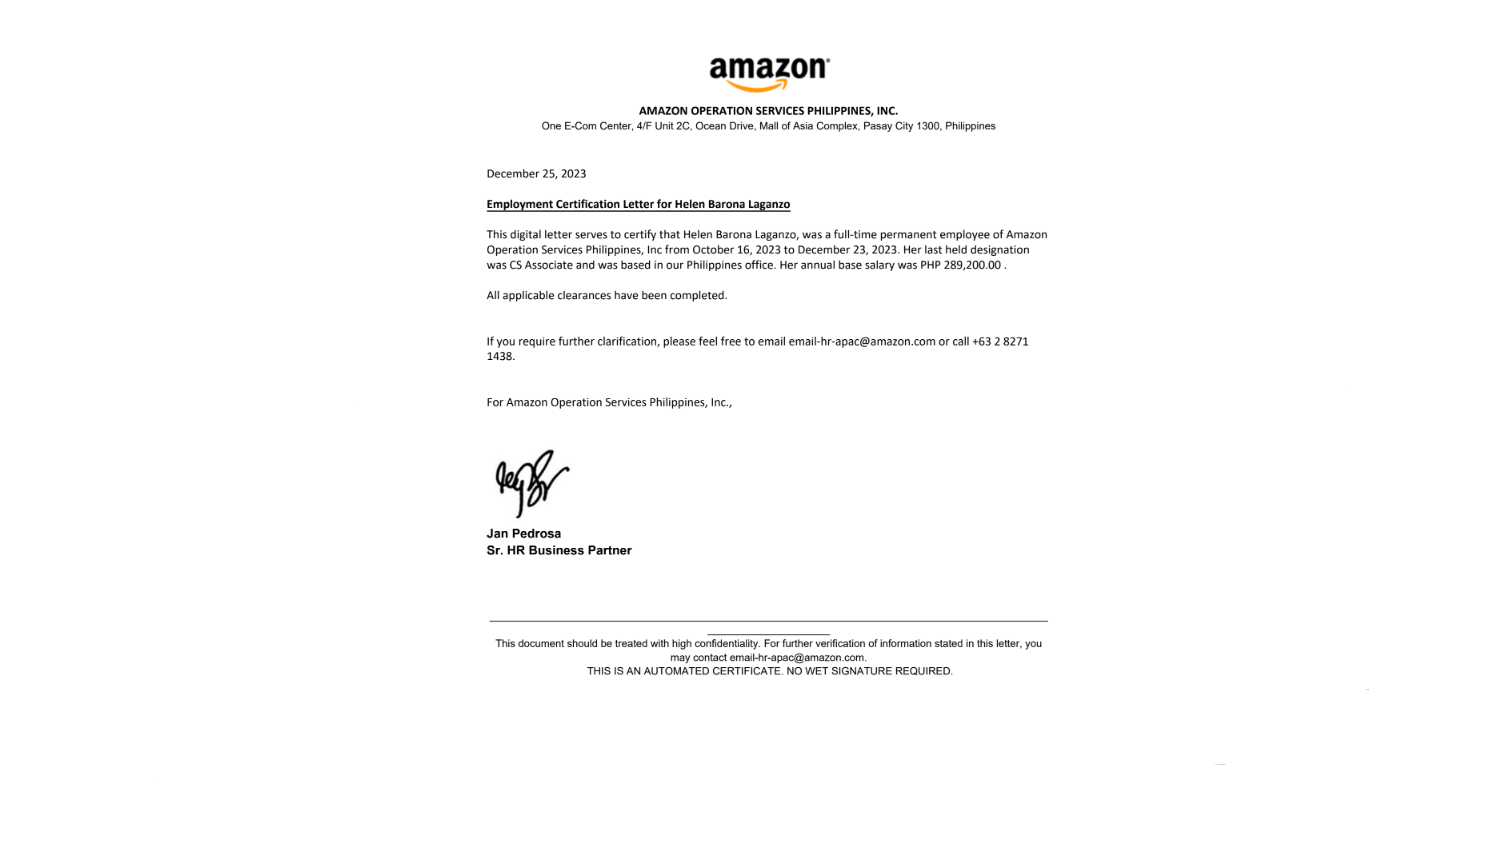 amazon
AMAZON OPERATION SERVICES PHILIPPINES, INC.
One E-Com Center, 4/F Unit 2C, Ocean Drive, Mall of Asia Complex, Pasay City 1300, Philippines
December 25, 2023
Employment Certification Letter for Helen Barona Laganzo
This digital letter serves to certify that Helen Barona Laganzo, was a full-time permanent employee of Amazon
Operation Services Philippines, Inc from October 16, 2023 to December 23, 2023. Her last held designation
was CS Associate and was based in our Philippines office. Her annual base salary was PHP 289,200.00 .
All applicable clearances have been completed.
If you require further clarification, please feel free to email email-hr-apac@amazon.com or call +63 2 8271
1438.
For Amazon Operation Services Philippines, Inc.,
Jan Pedrosa
Sr. HR Business Partner
This document should be treated with high confidentiality. For further verification of information stated in this letter, you
may contact email-hr-apac@amazon.com.
THIS IS AN AUTOMATED CERTIFICATE. NO WET SIGNATURE REQUIRED.